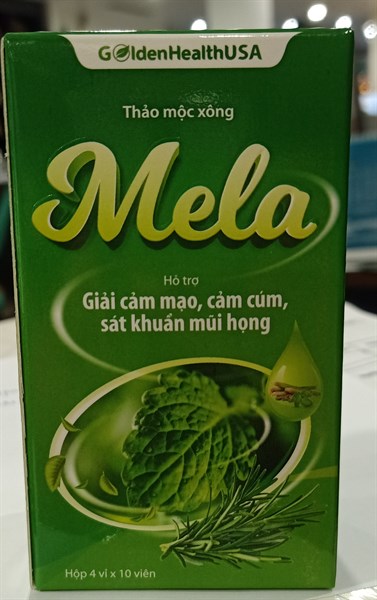 GoldenHealthUSA
Thảo mộc xông
Mela
Hỗ trợ
Giải cảm mạo, cảm cúm,
sát khuẩn mũi họng
Hộp 4 vỉ x 10 viên